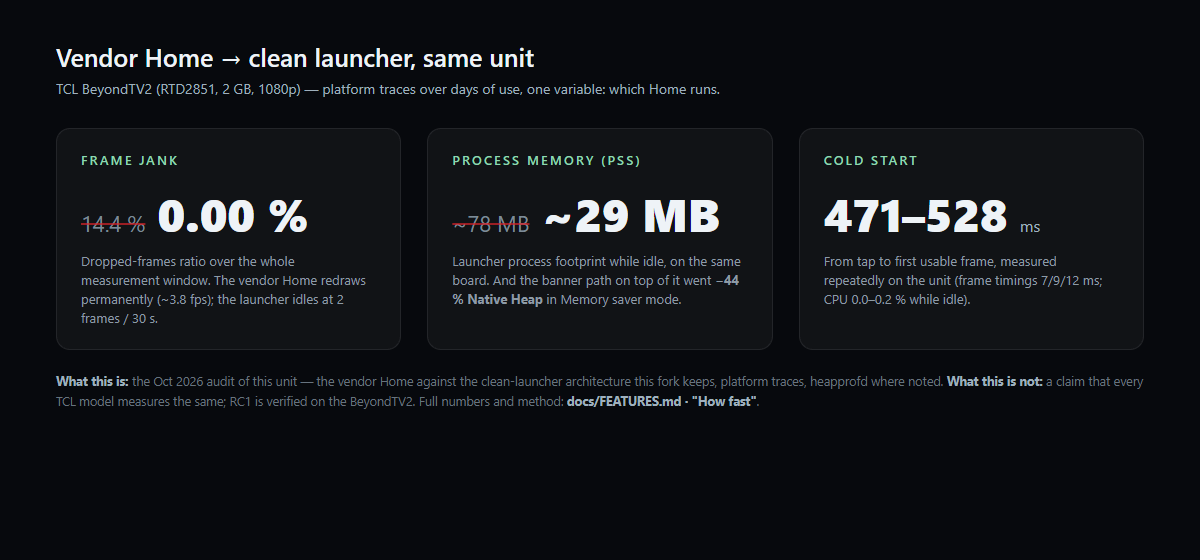 Vendor Home → clean launcher, same unit
TCL BeyondTV2 (RTD2851, 2 GB, 1080p) — platform traces over days of use, one variable: which Home runs.
FRAME JANK
14.4 % 0.00 %
Dropped-frames ratio over the whole
measurement window. The vendor Home redraws
permanently (~3.8 fps); the launcher idles at 2
frames / 30 s.
PROCESS MEMORY (PSS)
~78 MB ~29 MB
Launcher process footprint while idle, on the same
board. And the banner path on top of it went −44
% Native Heap in Memory saver mode.
COLD START
471–528 ms
From tap to first usable frame, measured
repeatedly on the unit (frame timings 7/9/12 ms;
CPU 0.0–0.2 % while idle).
What this is: the Oct 2026 audit of this unit — the vendor Home against the clean-launcher architecture this fork keeps, platform traces, heapprofd where noted. What this is not: a claim that every
TCL model measures the same; RC1 is verified on the BeyondTV2. Full numbers and method: docs/FEATURES.md · "How fast".